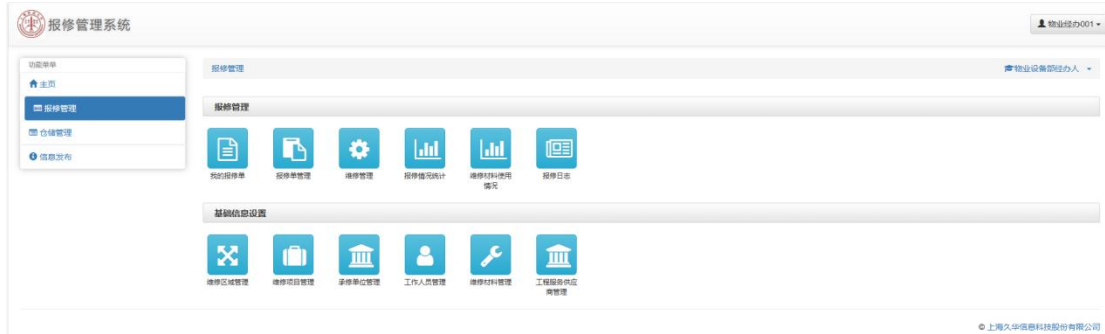 报修管理系统
物业经办001
功能菜单
主页
报修管理
仓储管理
信息发布
报修管理
物业设备部经办人
报修管理
我的报修单
报修单管理
维修管理
报修情况统计
维修材料使用
情况
报修日志
基础信息设置
维修区域管理
维修项目管理
承修单位管理
工作人员管理
维修材料管理
工程服务供应
商管理
© 上海久华信息科技股份有限公司